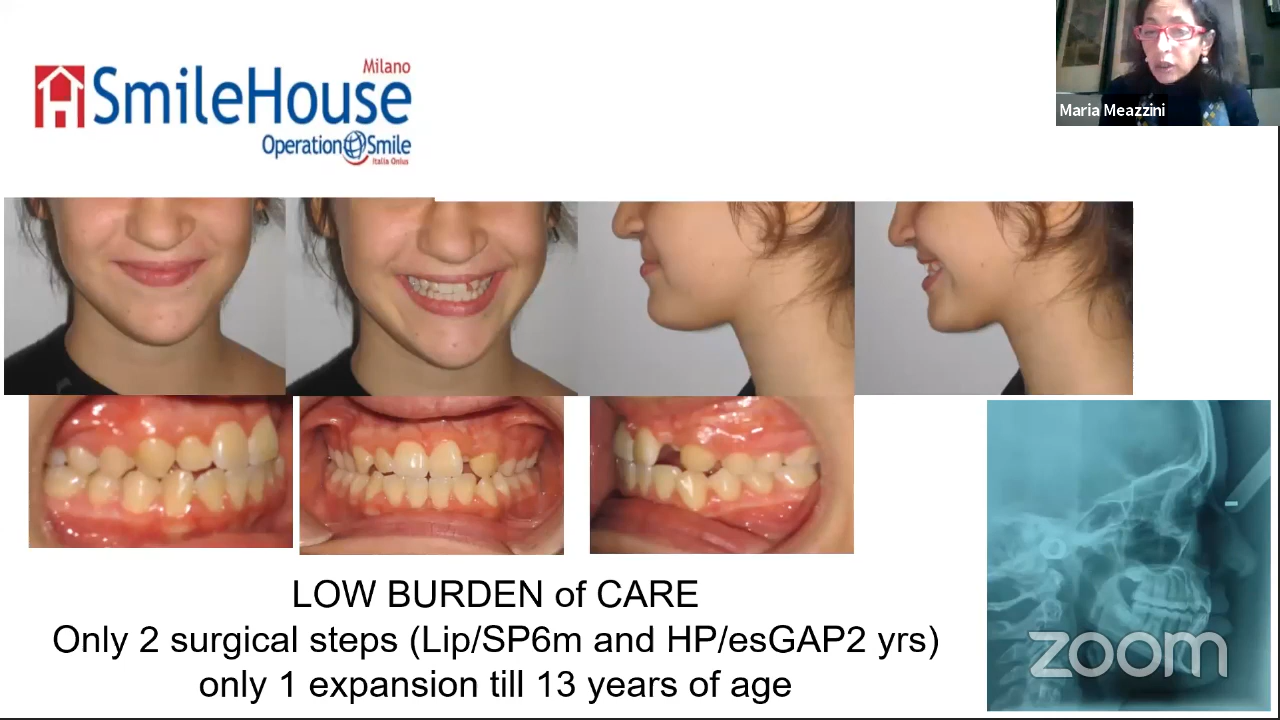 Milano
SmileHouse
Operation Smile
Italia Onlus
Maria Meazzini
LOW BURDEN of CARE
Only 2 surgical steps (Lip/SP6m and HP/esGAP2 yrs)
only 1 expansion till 13 years of age
zoom